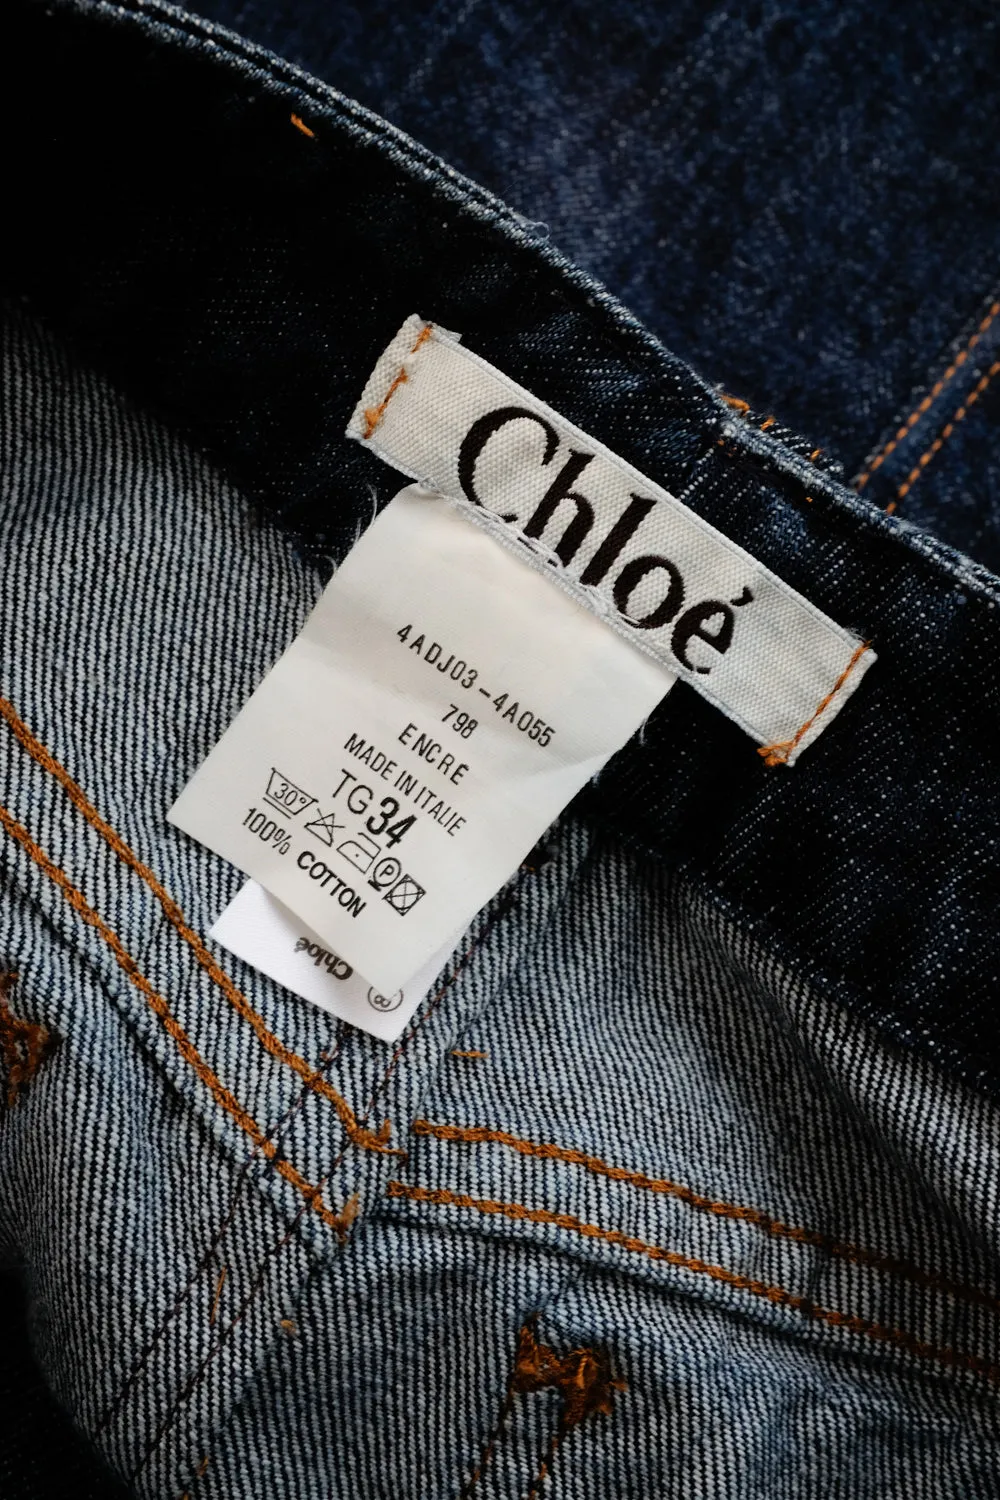 Chloé
4ADJ03-4A055
798
ENCRE
MADE IN ITALIE
TG 34
30° P
100% COTTON
Chloé